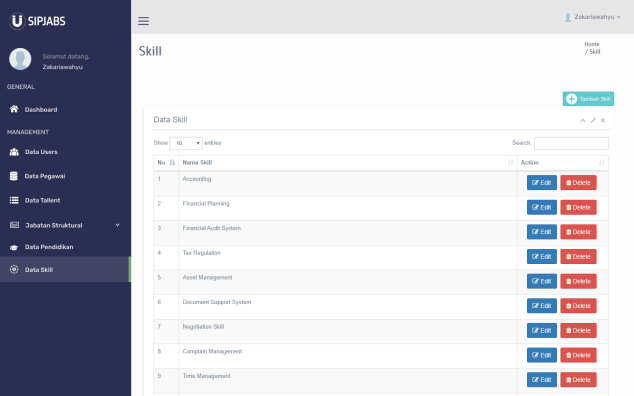 SIPJABS
Selamat datang,
Zakariawahyu
GENERAL
Dashboard
MANAGEMENT
Data Users
Data Pegawai
Data Tallent
Jabatan Struktural
Data Pendidikan
Data Skill
Zakariawahyu
Skill
Home
/ Skill
Tambah Skill
Data Skill
Show 10 entries
Search:
No Nama Skill Action
1 Accounting Edit Delete
2 Financial Planning Edit Delete
3 Financial Audit System Edit Delete
4 Tax Regulation Edit Delete
5 Asset Management Edit Delete
6 Document Support System Edit Delete
7 Negotiation Skill Edit Delete
8 Complain Management Edit Delete
9 Time Management Edit Delete